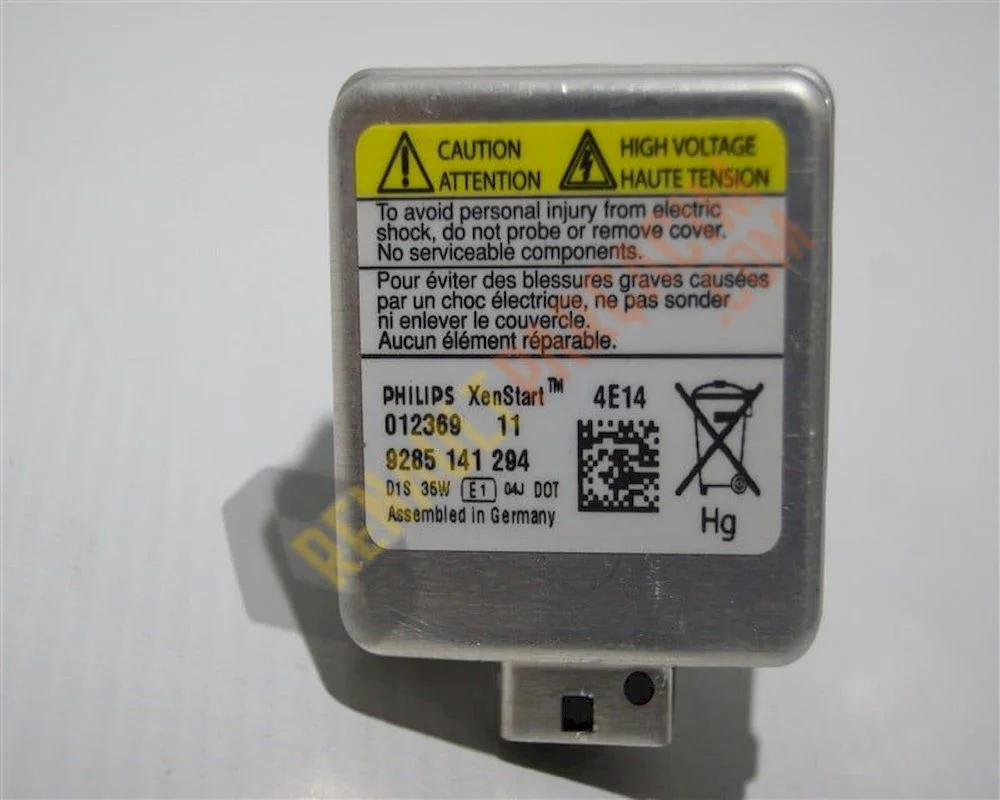 CAUTION
ATTENTION
HIGH VOLTAGE
HAUTE TENSION
To avoid personal injury from electric
shock, do not probe or remove cover.
No serviceable components.
Pour éviter des blessures graves causées
par un choc électrique, ne pas sonder
ni enlever le couvercle.
Aucun élément réparable.
PHILIPS XenStart™ 4E14
012369 11
9285 141 294
D1S 35W E1 04J DOT
Assembled in Germany
Hg
RENAULT
.COM